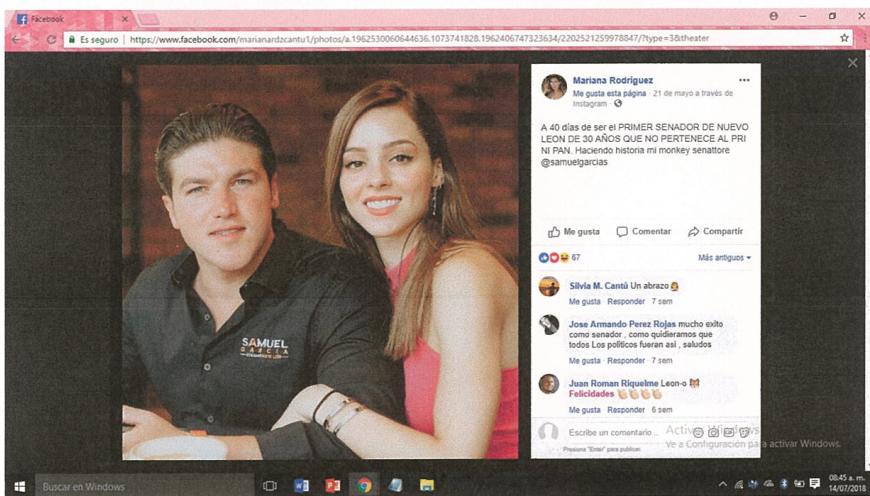 Facebook
Es seguro | https://www.facebook.com/marianardzcantu1/photos/a.1962530060644636.1073741828.1962406747323634/2202521259978847/?type=3&theater
Mariana Rodríguez
Me gusta esta página · 21 de mayo a través de
Instagram ·
A 40 días de ser el PRIMER SENADOR DE NUEVO
LEON DE 30 AÑOS QUE NO PERTENECE AL PRI
NI PAN. Haciendo historia mi monkey senattore
@samuelgarcias
Me gusta Comentar Compartir
67 Más antiguos
Silvia M. Cantú Un abrazo
Me gusta · Responder · 7 sem
Jose Armando Perez Rojas mucho exito
como senador , como quidieramos que
todos Los politicos fueran asi , saludos
Me gusta · Responder · 7 sem
Juan Roman Riquelme Leon-o
Felicidades
Me gusta · Responder · 6 sem
Escribe un comentario...
Presiona "Enter" para publicar.
SAMUEL
GARCÍA
Activar Windows
Ve a Configuración para activar Windows.
Buscar en Windows
08:45 a. m.
14/07/2018